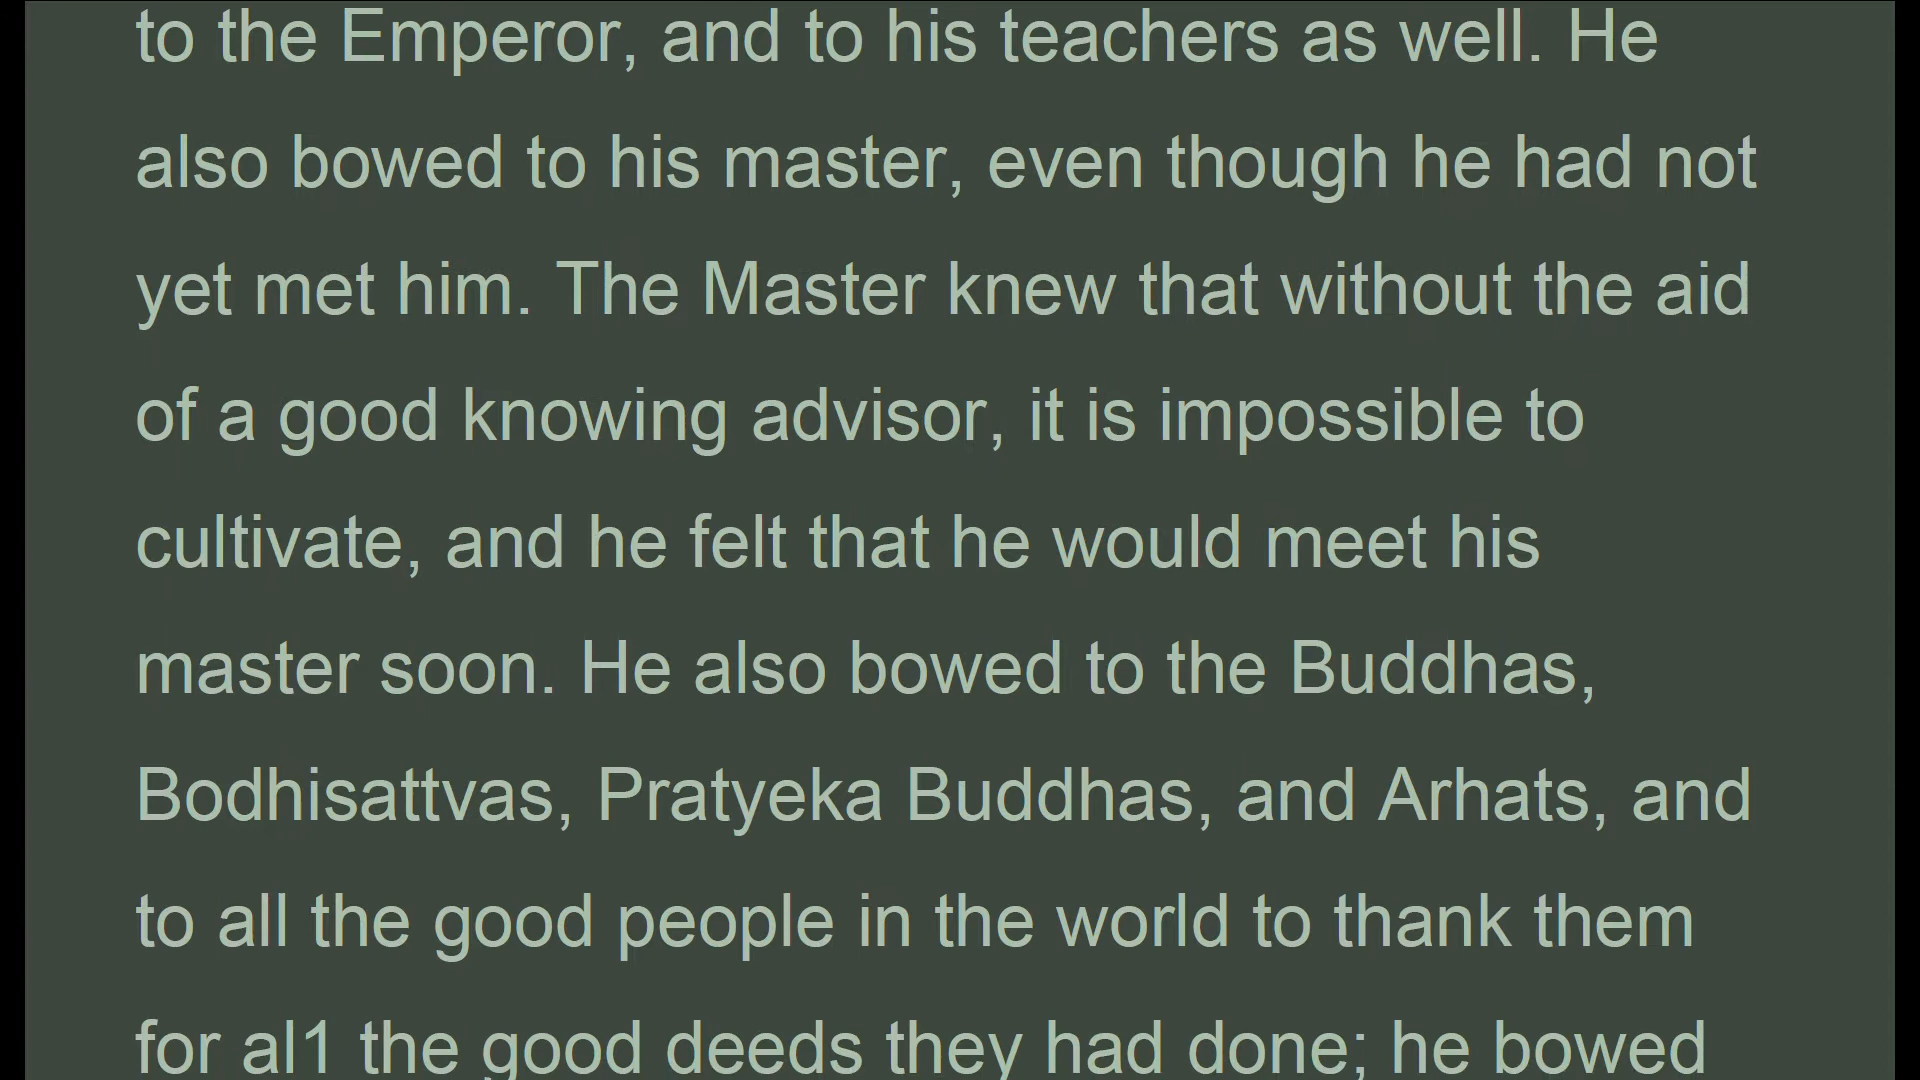 to the Emperor, and to his teachers as well. He
also bowed to his master, even though he had not
yet met him. The Master knew that without the aid
of a good knowing advisor, it is impossible to
cultivate, and he felt that he would meet his
master soon. He also bowed to the Buddhas,
Bodhisattvas, Pratyeka Buddhas, and Arhats, and
to all the good people in the world to thank them
for al1 the good deeds they had done; he bowed